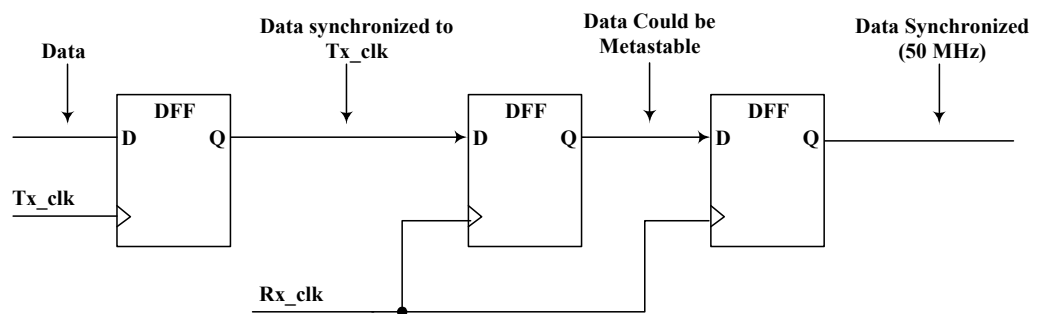 Data
Data synchronized to
Tx_clk
Data Could be
Metastable
Data Synchronized
(50 MHz)
DFF
D
Q
DFF
D
Q
DFF
D
Q
Tx_clk
Rx_clk